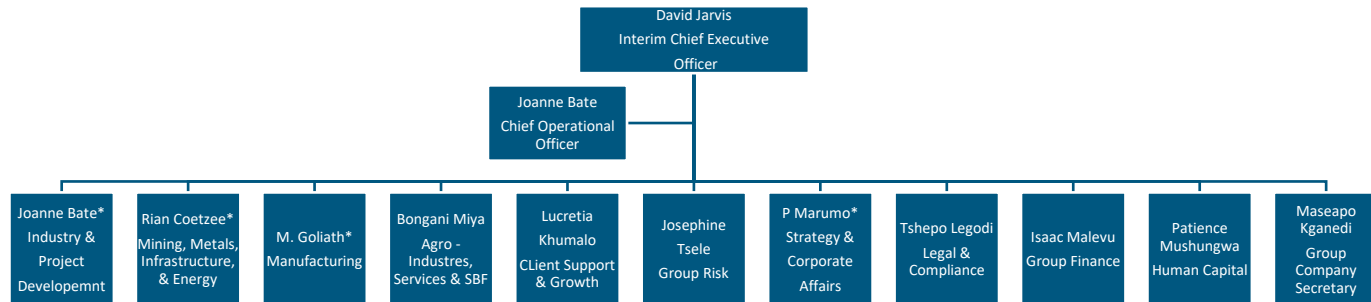 David Jarvis
Interim Chief Executive
Officer
Joanne Bate
Chief Operational
Officer
Joanne Bate*
Industry &
Project
Developemnt
Rian Coetzee*
Mining, Metals,
Infrastructure,
& Energy
M. Goliath*
Manufacturing
Bongani Miya
Agro -
Industres,
Services & SBF
Lucretia
Khumalo
CLient Support
& Growth
Josephine
Tsele
Group Risk
P Marumo*
Strategy &
Corporate
Affairs
Tshepo Legodi
Legal &
Compliance
Isaac Malevu
Group Finance
Patience
Mushungwa
Human Capital
Maseapo
Kganedi
Group
Company
Secretary